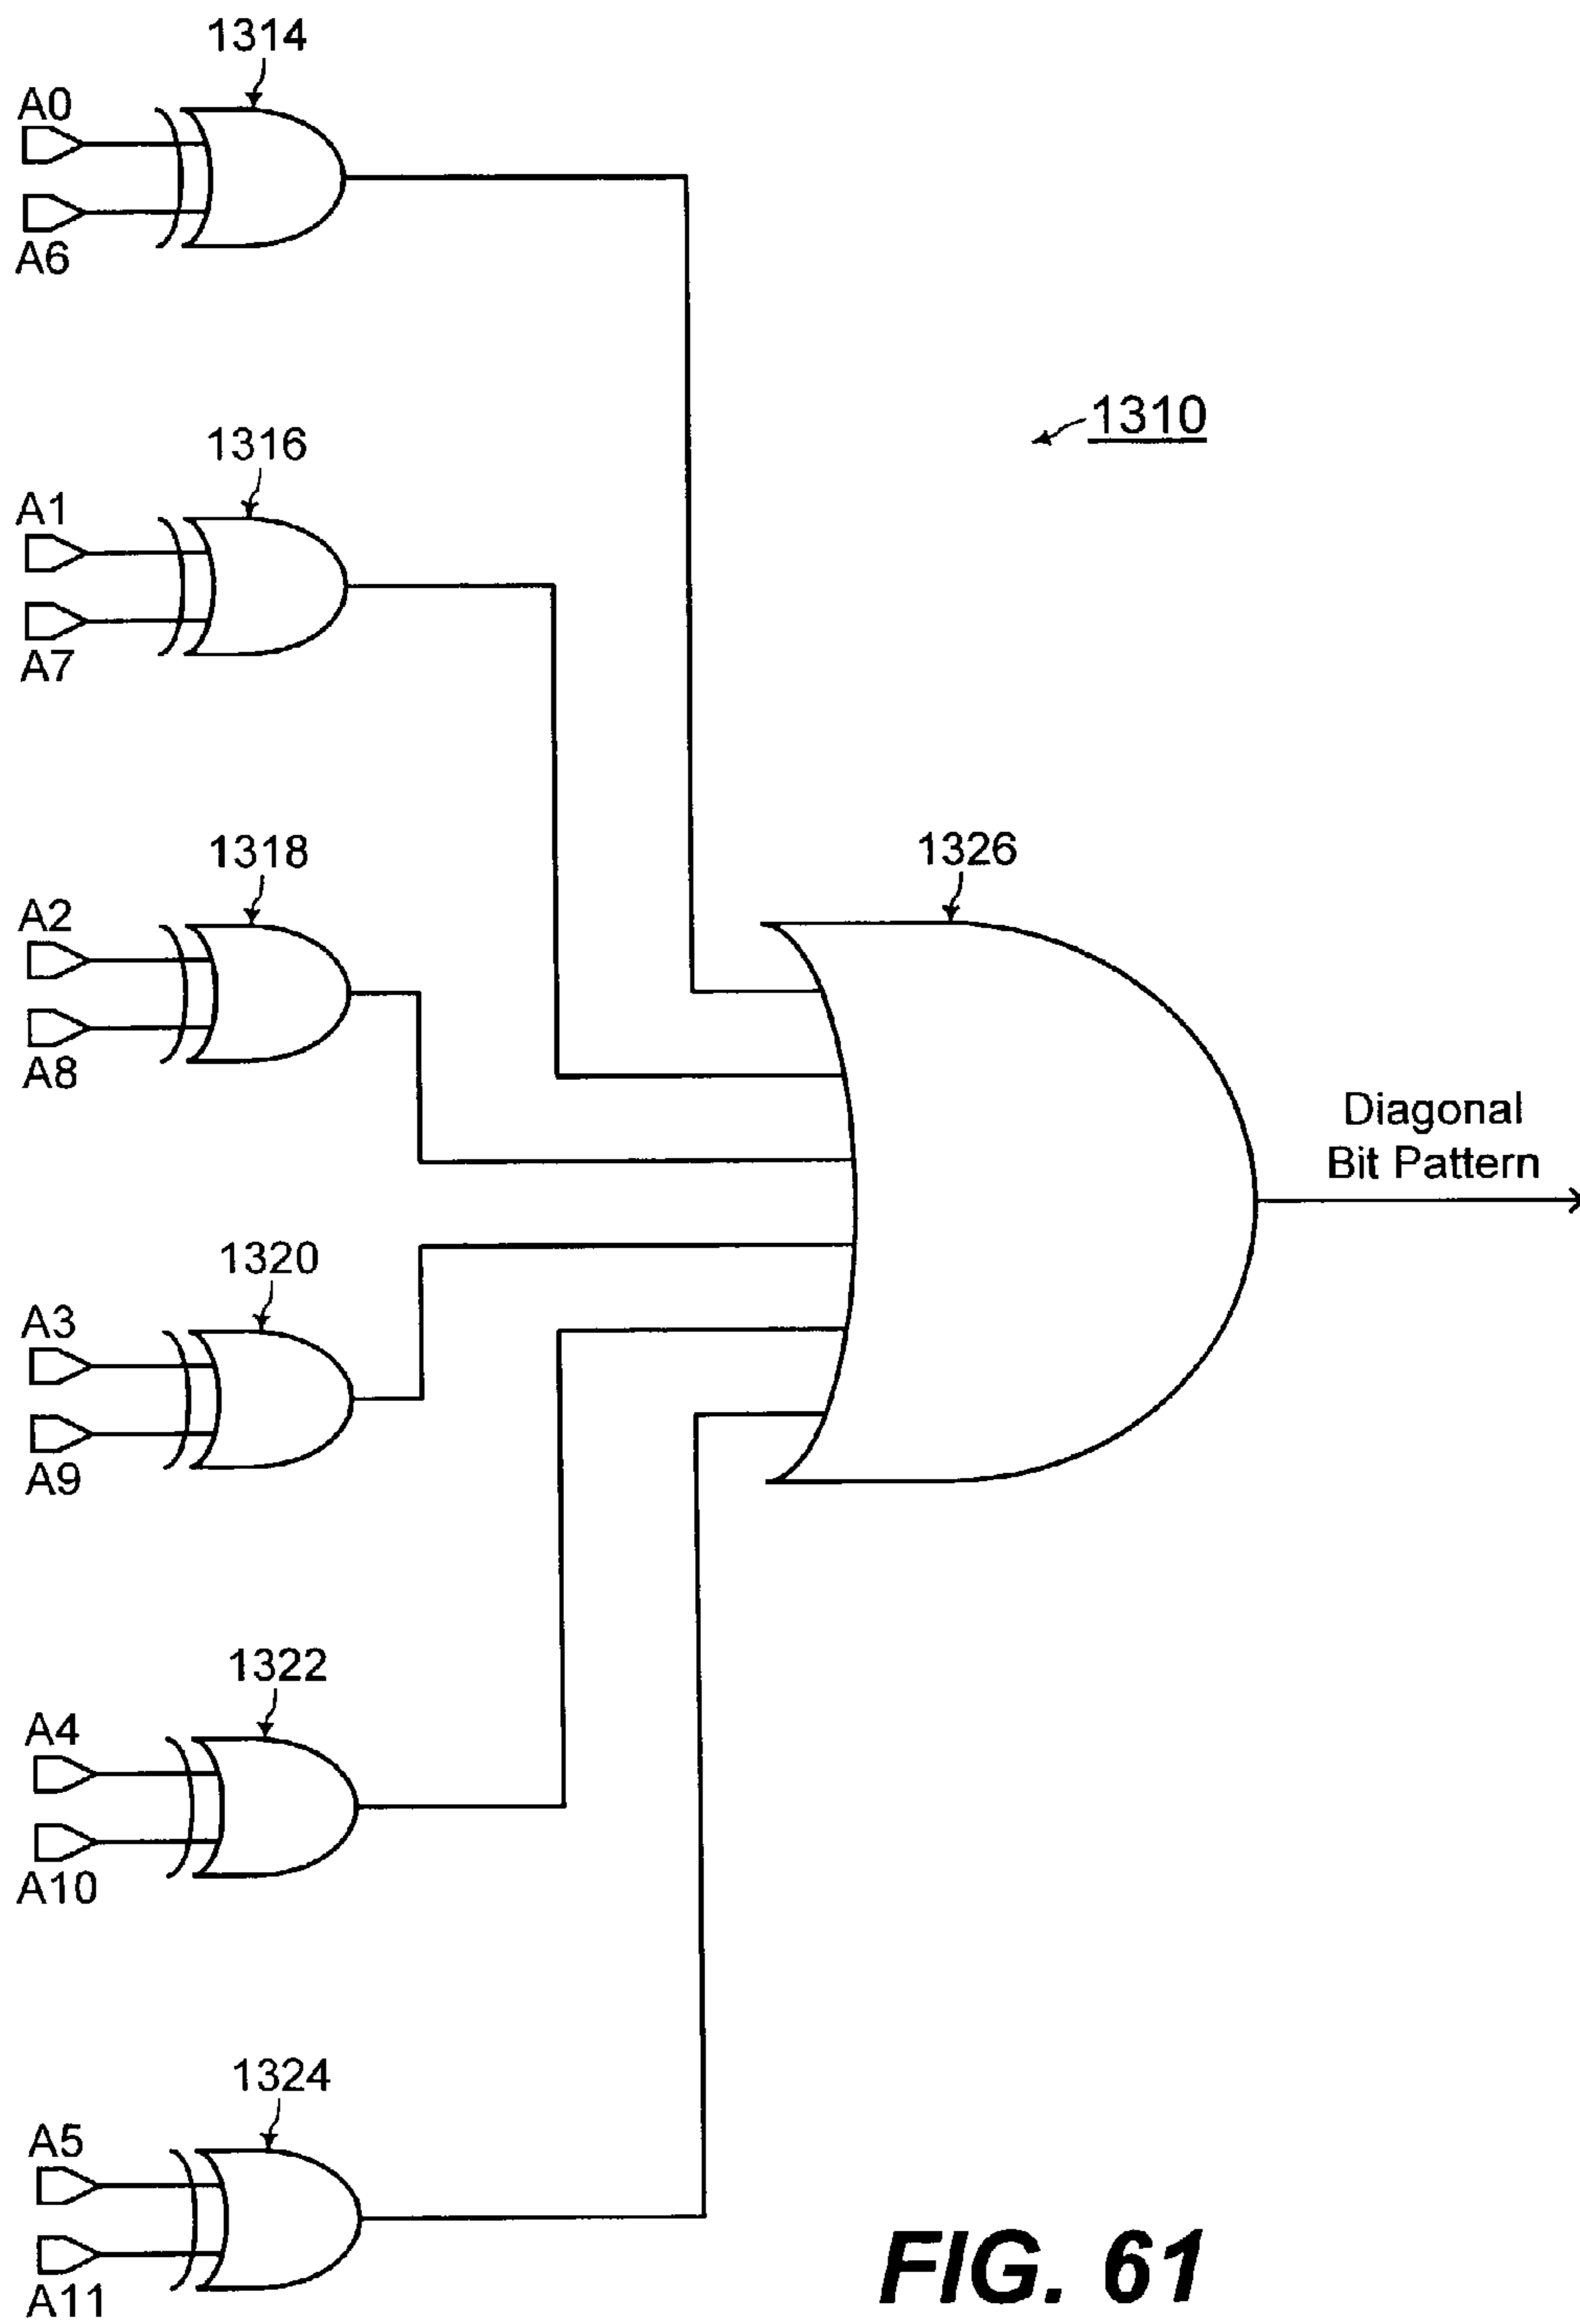 1314
A0
A6
1310
1316
A1
A7
1318
A2
A8
1326
Diagonal
Bit Pattern
1320
A3
A9
1322
A4
A10
1324
A5
A11
FIG. 61